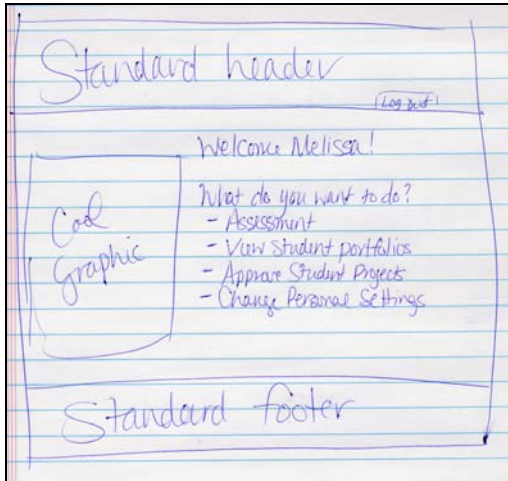 Standard header
Log out
Welcome Melissa!
What do you want to do?
- Assessment
- View Student portfolios
- Approve Student Projects
- Change Personal Settings
Cool
Graphic
Standard footer